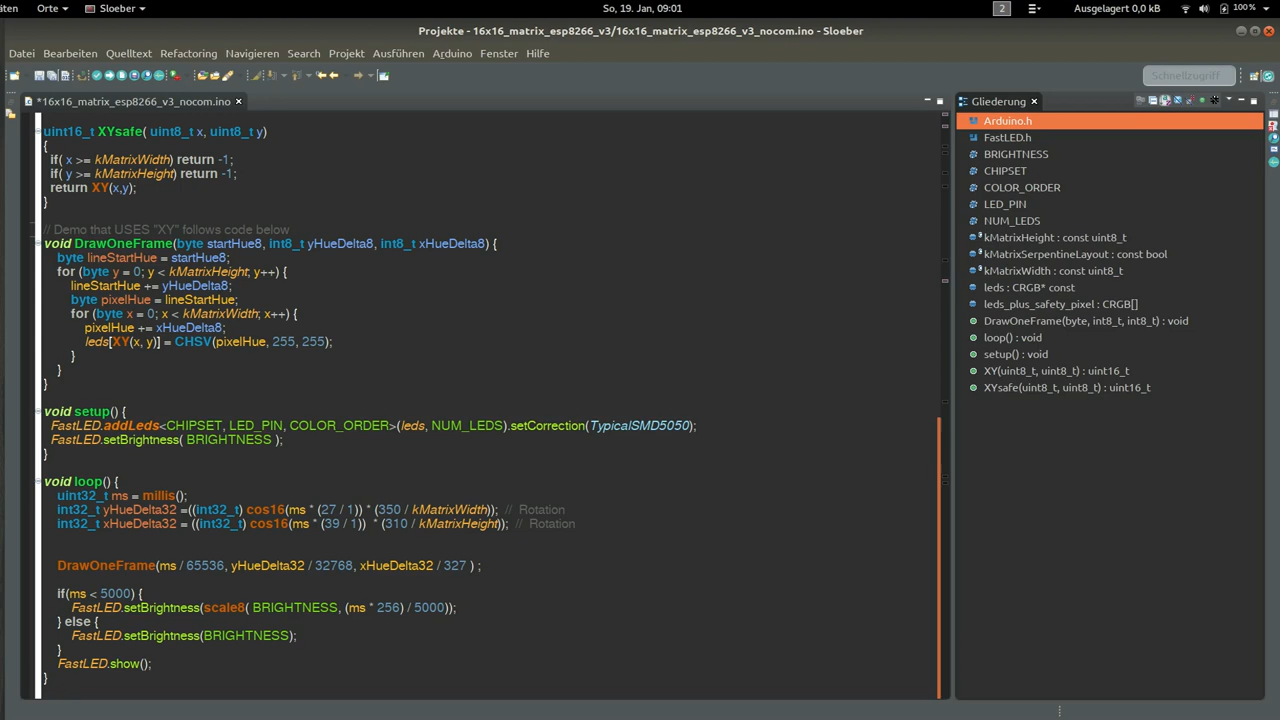 äten Orte Sloeber So, 19. Jan, 09:01 2 Ausgelagert 0,0 kB 100 %
Projekte - 16x16_matrix_esp8266_v3/16x16_matrix_esp8266_v3_nocom.ino - Sloeber
Datei Bearbeiten Quelltext Refactoring Navigieren Search Projekt Ausführen Arduino Fenster Hilfe
Schnellzugriff
*16x16_matrix_esp8266_v3_nocom.ino
uint16_t XYsafe( uint8_t x, uint8_t y)
{
if( x >= kMatrixWidth) return -1;
if( y >= kMatrixHeight) return -1;
return XY(x,y);
}
// Demo that USES "XY" follows code below
void DrawOneFrame(byte startHue8, int8_t yHueDelta8, int8_t xHueDelta8) {
byte lineStartHue = startHue8;
for (byte y = 0; y < kMatrixHeight; y++) {
lineStartHue += yHueDelta8;
byte pixelHue = lineStartHue;
for (byte x = 0; x < kMatrixWidth; x++) {
pixelHue += xHueDelta8;
leds[XY(x, y)] = CHSV(pixelHue, 255, 255);
}
}
}
void setup() {
FastLED.addLeds<CHIPSET, LED_PIN, COLOR_ORDER>(leds, NUM_LEDS).setCorrection(TypicalSMD5050);
FastLED.setBrightness( BRIGHTNESS );
}
void loop() {
uint32_t ms = millis();
int32_t yHueDelta32 =((int32_t) cos16(ms * (27 / 1)) * (350 / kMatrixWidth)); // Rotation
int32_t xHueDelta32 = ((int32_t) cos16(ms * (39 / 1)) * (310 / kMatrixHeight)); // Rotation
DrawOneFrame(ms / 65536, yHueDelta32 / 32768, xHueDelta32 / 327 ) ;
if(ms < 5000) {
FastLED.setBrightness(scale8( BRIGHTNESS, (ms * 256) / 5000));
} else {
FastLED.setBrightness(BRIGHTNESS);
}
FastLED.show();
}
Gliederung
Arduino.h
FastLED.h
BRIGHTNESS
CHIPSET
COLOR_ORDER
LED_PIN
NUM_LEDS
kMatrixHeight : const uint8_t
kMatrixSerpentineLayout : const bool
kMatrixWidth : const uint8_t
leds : CRGB* const
leds_plus_safety_pixel : CRGB[]
DrawOneFrame(byte, int8_t, int8_t) : void
loop() : void
setup() : void
XY(uint8_t, uint8_t) : uint16_t
XYsafe(uint8_t, uint8_t) : uint16_t